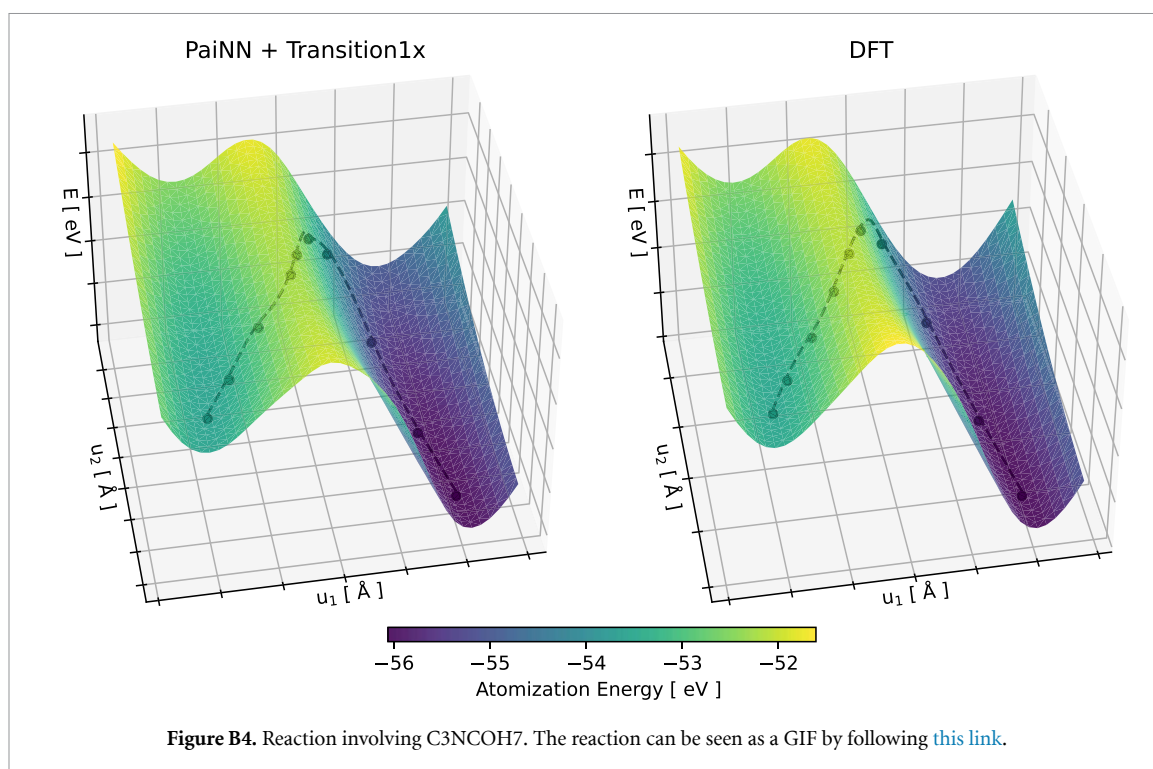 PaiNN + Transition1x
DFT
E [ eV ]
E [ eV ]
u₂ [ Å ]
u₂ [ Å ]
u₁ [ Å ]
u₁ [ Å ]
−56 −55 −54 −53 −52
Atomization Energy [ eV ]
Figure B4. Reaction involving C3NCOH7. The reaction can be seen as a GIF by following this link.